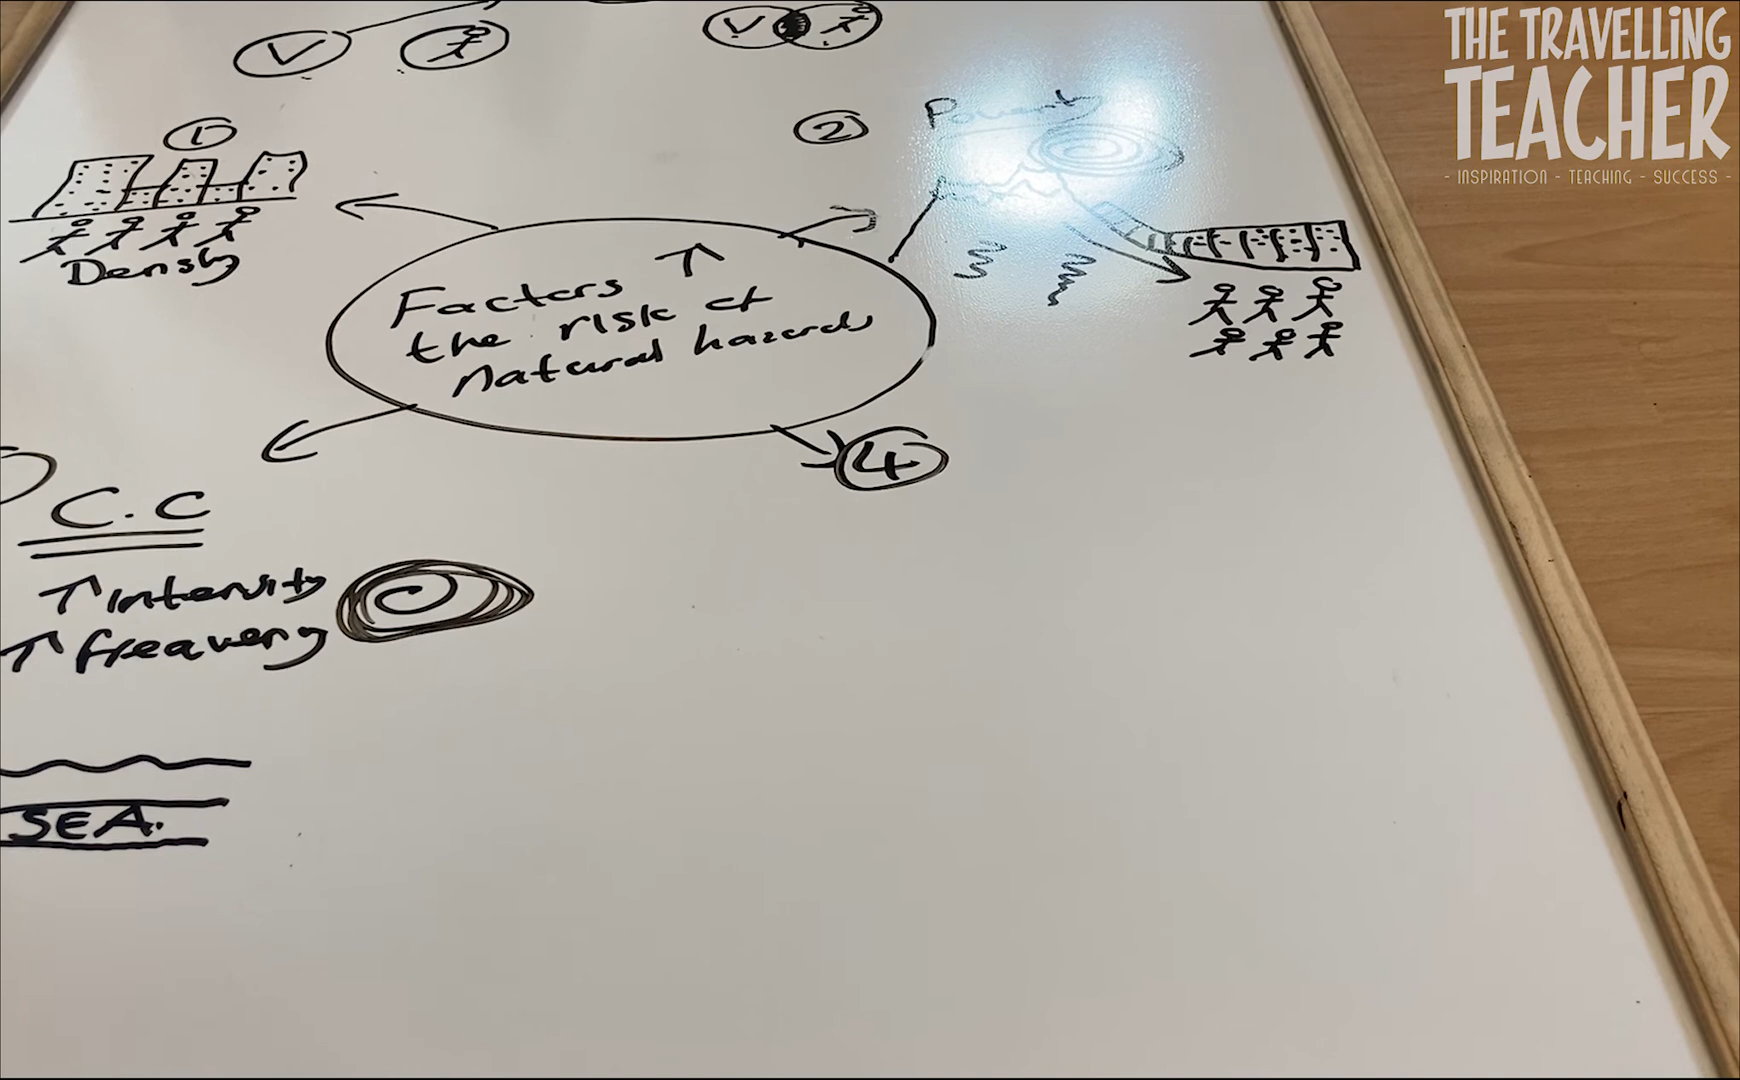 THE TRAVELLING
TEACHER
- INSPIRATION - TEACHING - SUCCESS -
1
2
Poverty
Density
Factors ↑
the risk of
natural hazards
4
C.C
↑ Intensity
↑ frequency
SEA.